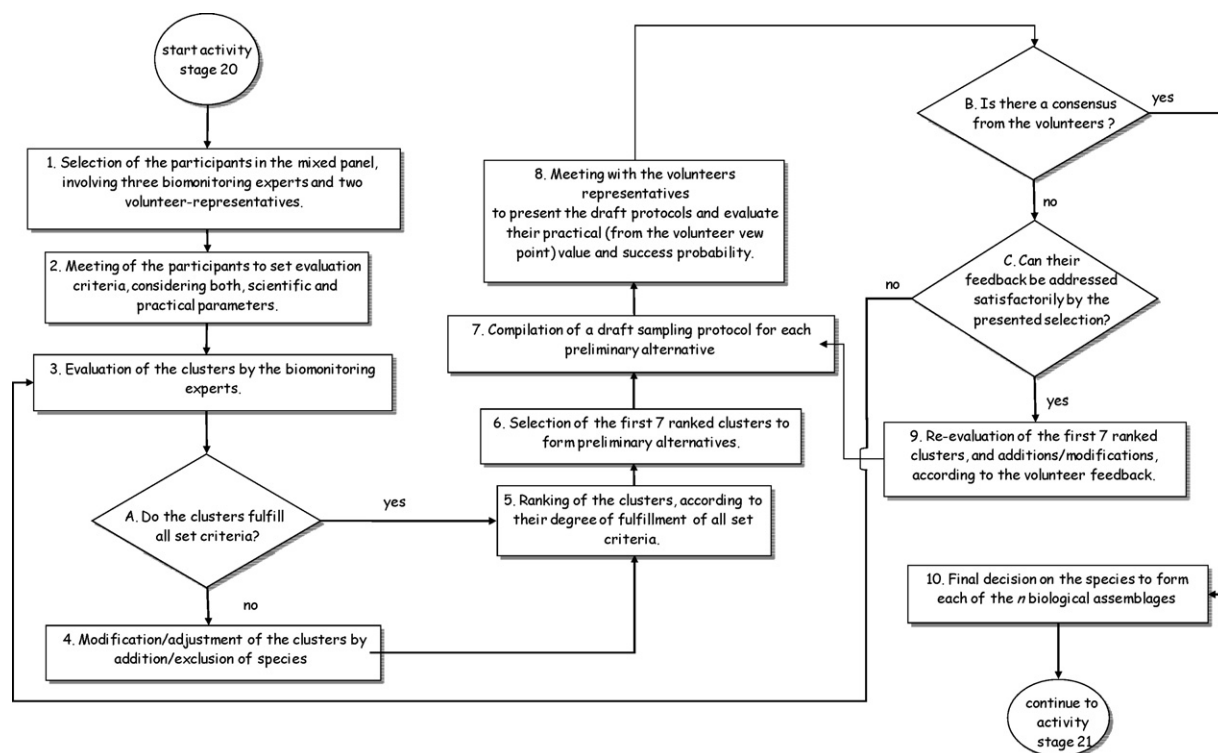 start activity
stage 20
1. Selection of the participants in the mixed panel,
involving three biomonitoring experts and two
volunteer-representatives.
2. Meeting of the participants to set evaluation
criteria, considering both, scientific and
practical parameters.
3. Evaluation of the clusters by the biomonitoring
experts.
A. Do the clusters fulfill
all set criteria?
yes
no
4. Modification/adjustment of the clusters by
addition/exclusion of species
5. Ranking of the clusters, according to
their degree of fulfillment of all set
criteria.
6. Selection of the first 7 ranked clusters to
form preliminary alternatives.
7. Compilation of a draft sampling protocol for each
preliminary alternative
8. Meeting with the volunteers
representatives
to present the draft protocols and evaluate
their practical (from the volunteer vew
point) value and success probability.
B. Is there a consensus
from the volunteers ?
yes
no
C. Can their
feedback be addressed
satisfactorily by the
presented selection?
no
yes
9. Re-evaluation of the first 7 ranked
clusters, and additions/modifications,
according to the volunteer feedback.
10. Final decision on the species to form
each of the n biological assemblages
continue to
activity
stage 21